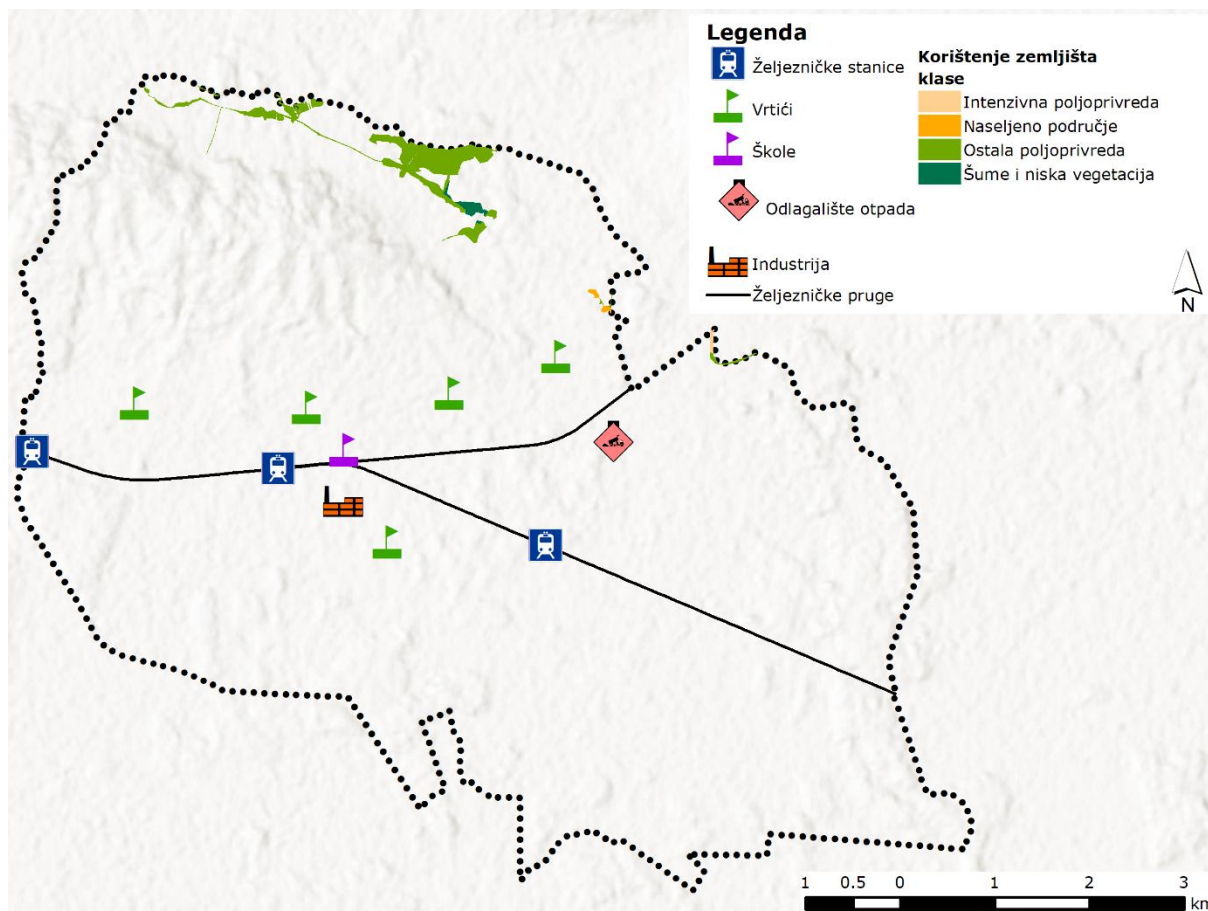 Legenda
Željezničke stanice
Vrtići
Škole
Odlagalište otpada
Industrija
Željezničke pruge
Korištenje zemljišta
klase
Intenzivna poljoprivreda
Naseljeno područje
Ostala poljoprivreda
Šume i niska vegetacija
N
1 0.5 0 1 2 3
km